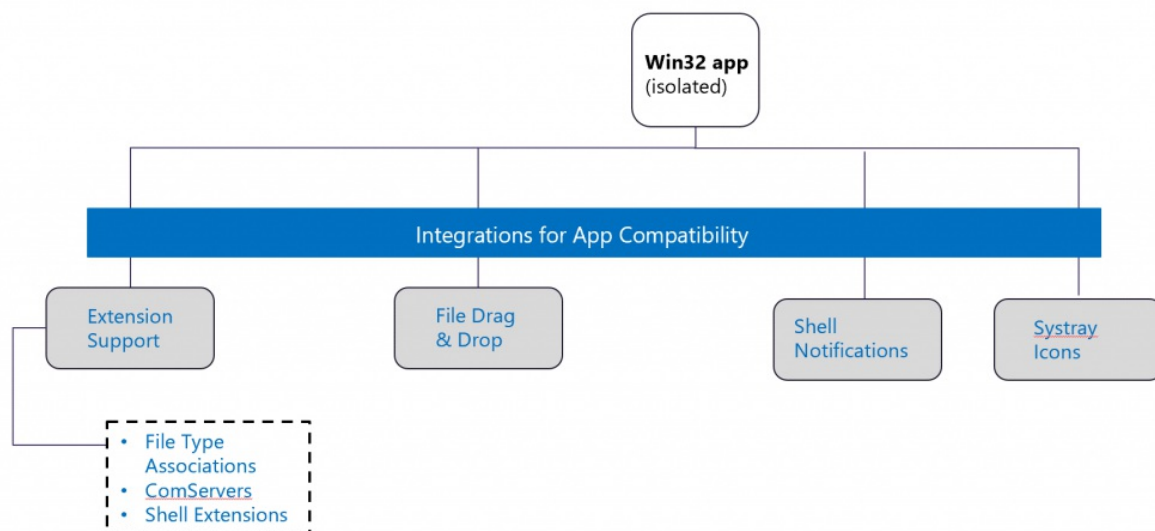 Win32 app
(isolated)
Integrations for App Compatibility
Extension
Support
File Drag
& Drop
Shell
Notifications
Systray
Icons
• File Type
Associations
• ComServers
• Shell Extensions